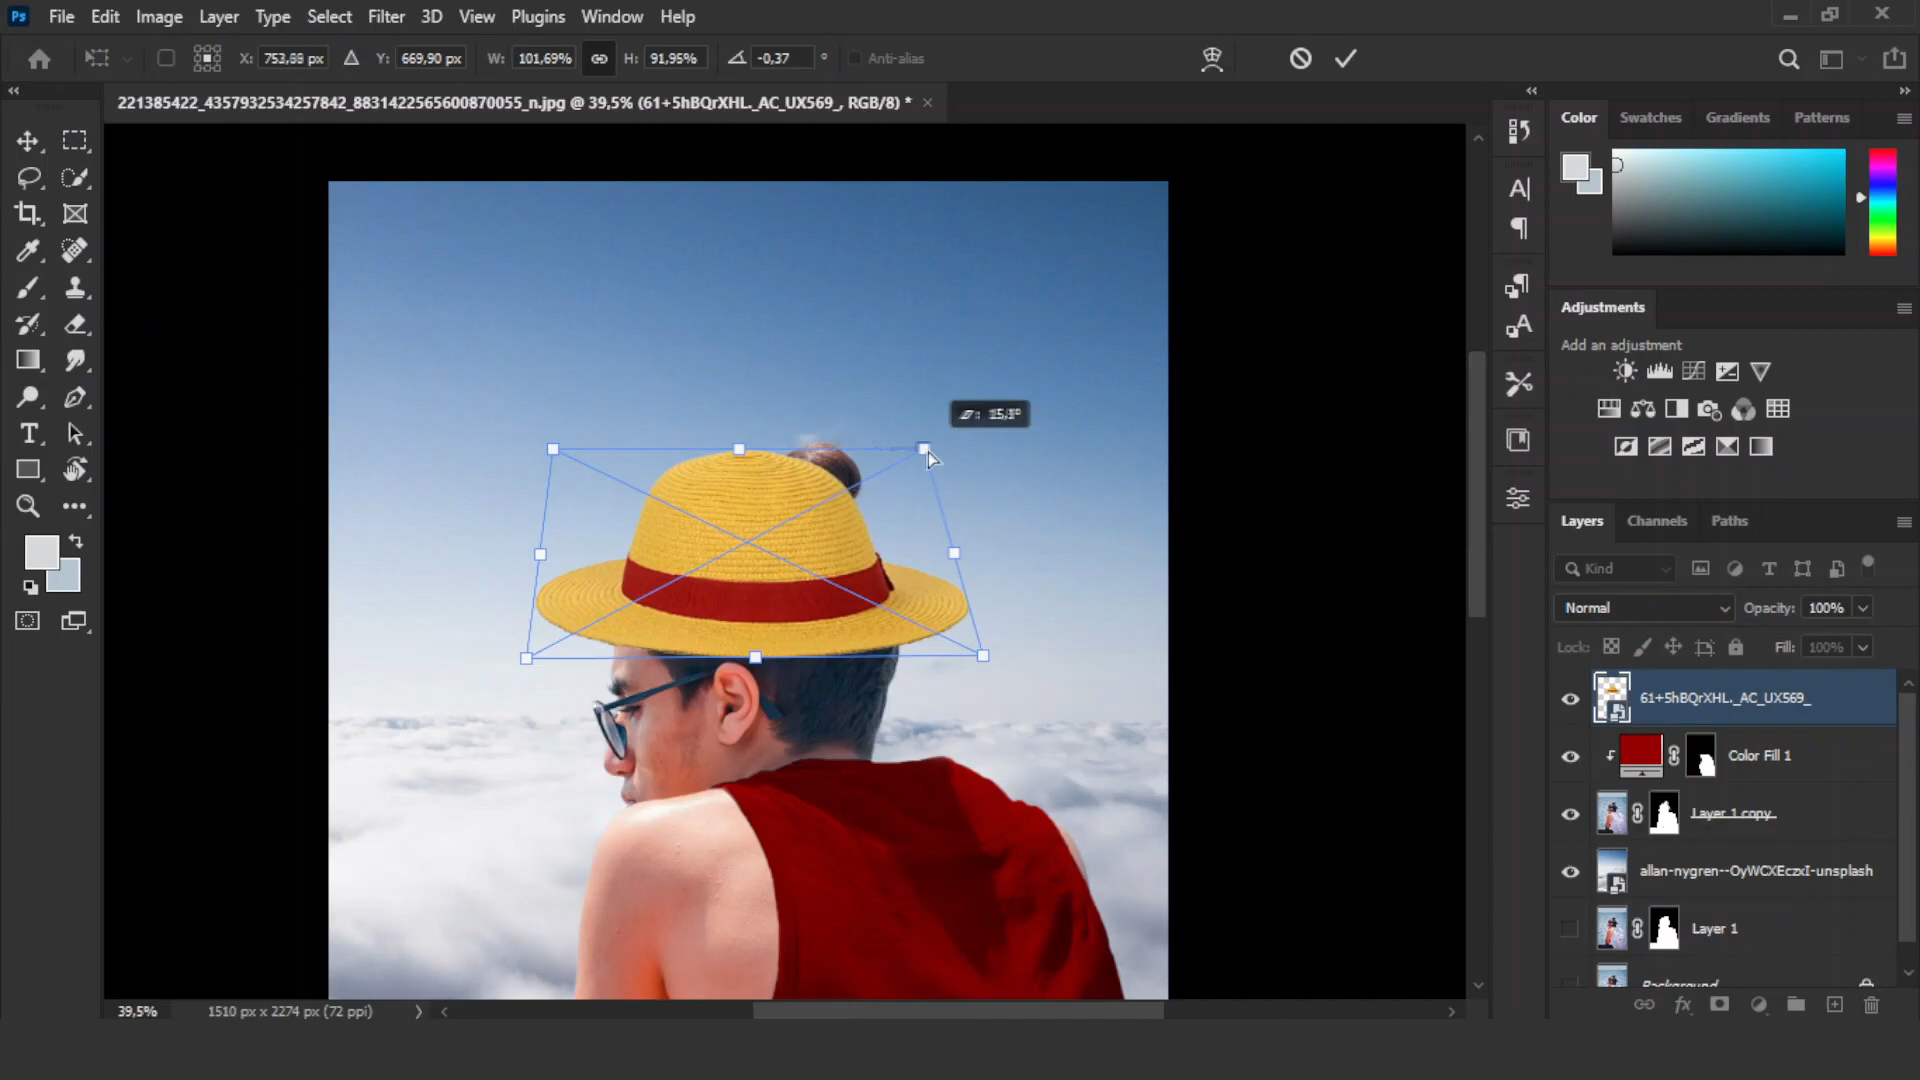 Ps File Edit Image Layer Type Select Filter 3D View Plugins Window Help
X: 753,88 px Y: 669,90 px W: 101,69% H: 91,95% -0,37 ° Anti-alias
221385422_4357932534257842_8831422565600870055_n.jpg @ 39,5% (61+5hBQrXHL._AC_UX569_, RGB/8) *
Color Swatches Gradients Patterns
Adjustments
Add an adjustment
15,3°
Layers Channels Paths
Kind
Normal Opacity: 100%
Lock: Fill: 100%
61+5hBQrXHL._AC_UX569_
Color Fill 1
Layer 1 copy
allan-nygren--OyWCXEczxI-unsplash
Layer 1
Background
39,5% 1510 px x 2274 px (72 ppi)